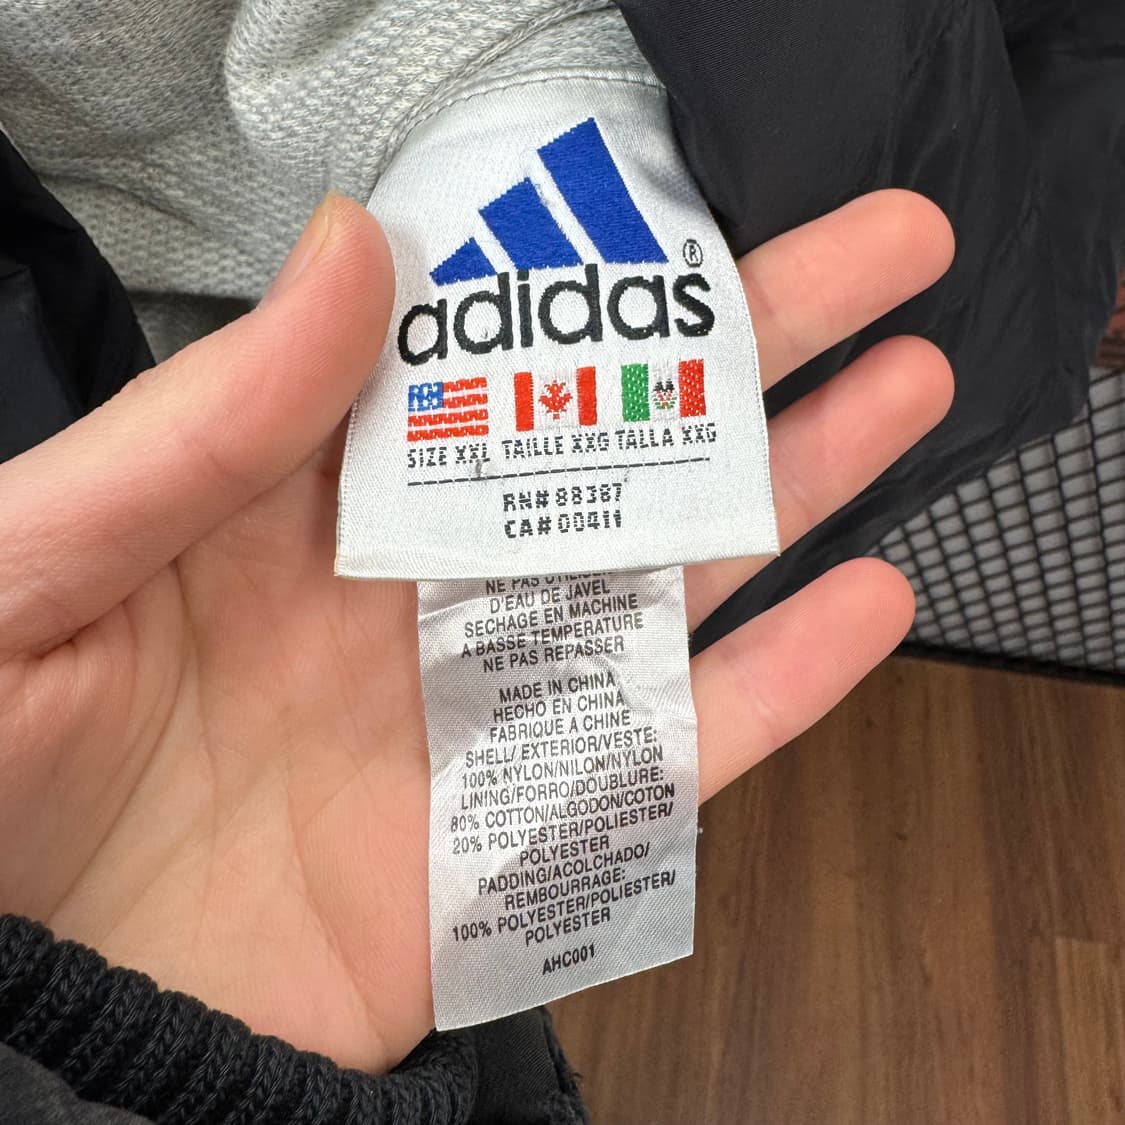 adidas®
SIZE XXL TAILLE XXG TALLA XXG
RN# 88387
CA# 00411
NE PAS UTILISER
D'EAU DE JAVEL
SECHAGE EN MACHINE
A BASSE TEMPERATURE
NE PAS REPASSER
MADE IN CHINA
HECHO EN CHINA
FABRIQUE A CHINE
SHELL/ EXTERIOR/VESTE:
100% NYLON/NILON/NYLON
LINING/FORRO/DOUBLURE:
80% COTTON/ALGODON/COTON
20% POLYESTER/POLIESTER/
POLYESTER
PADDING/ACOLCHADO/
REMBOURRAGE:
100% POLYESTER/POLIESTER/
POLYESTER
AHC001